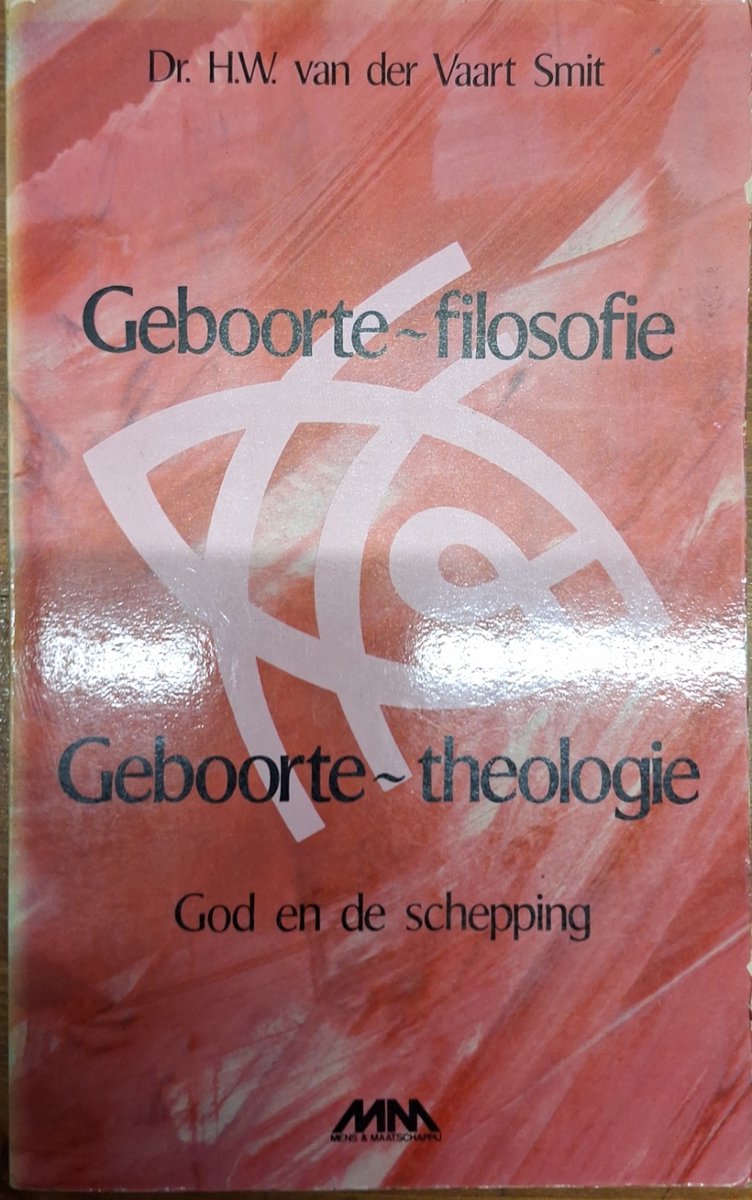 Dr. H.W. van der Vaart Smit
Geboorte~filosofie
Geboorte~theologie
God en de schepping
MM
MENS & MAATSCHAPPIJ